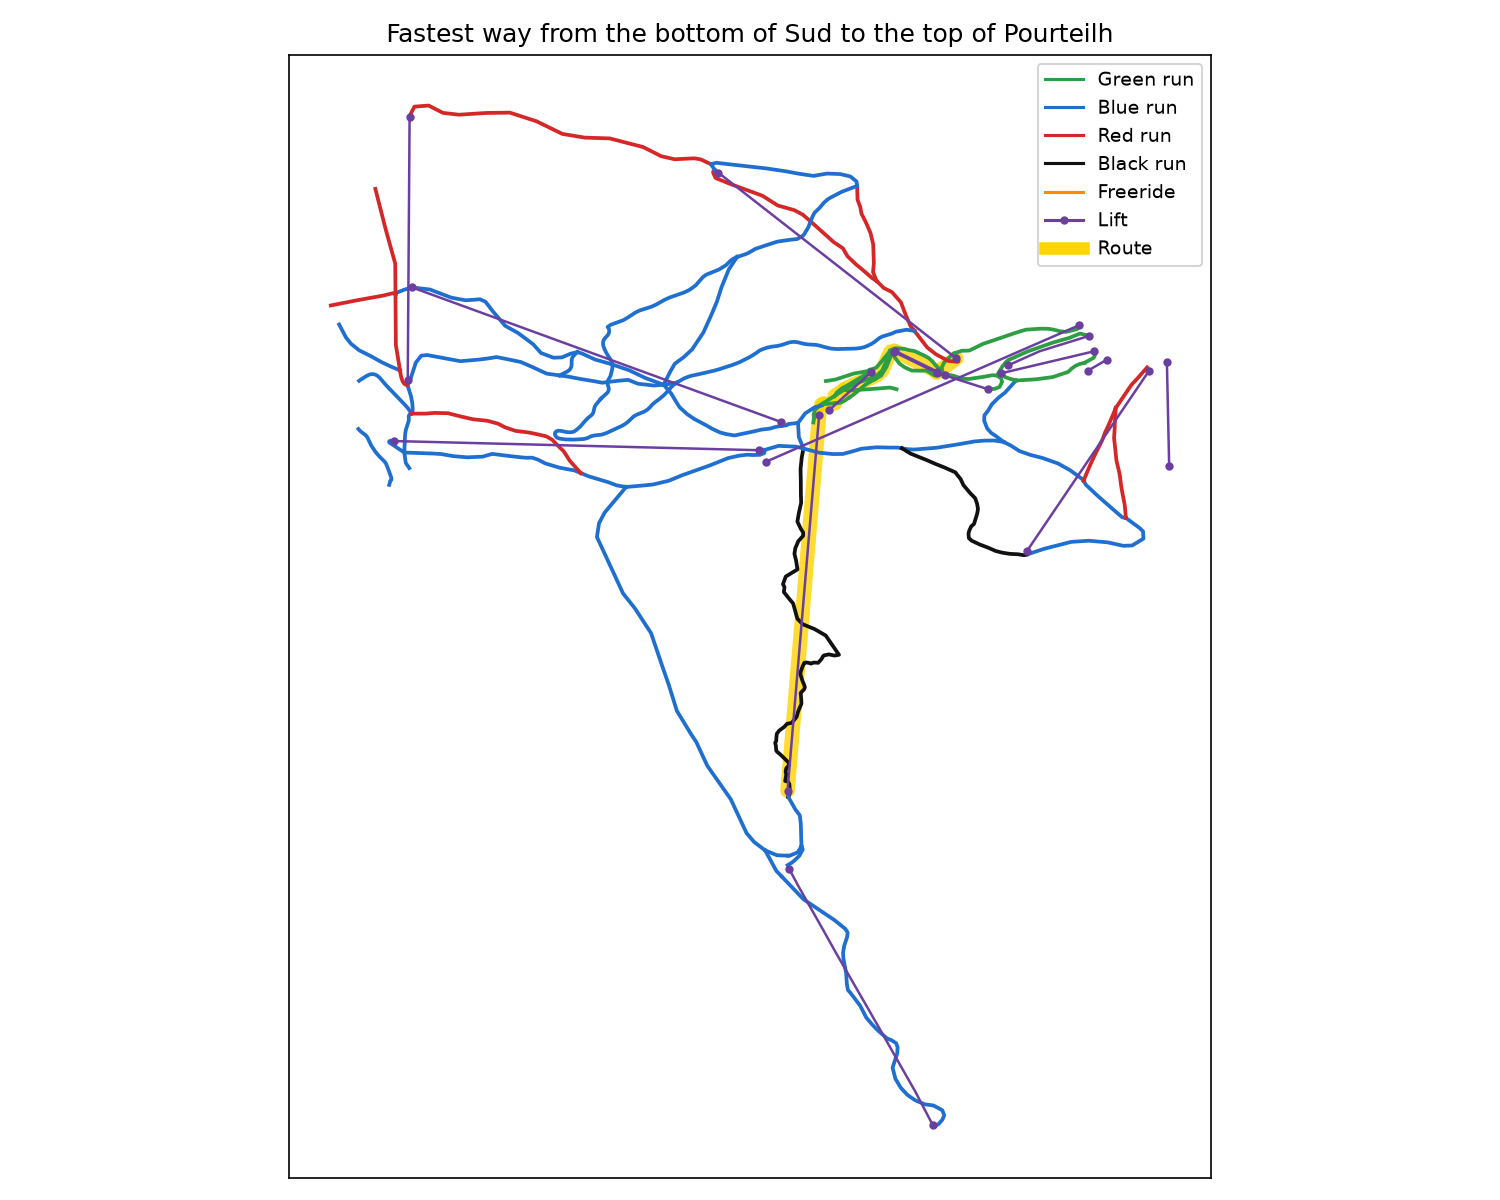 Fastest way from the bottom of Sud to the top of Pourteilh
Green run
Blue run
Red run
Black run
Freeride
Lift
Route